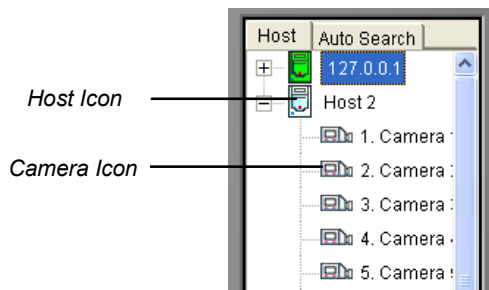 Host Auto Search
127.0.0.1
Host Icon
Host 2
1. Camera
Camera Icon
2. Camera
3. Camera
4. Camera
5. Camera